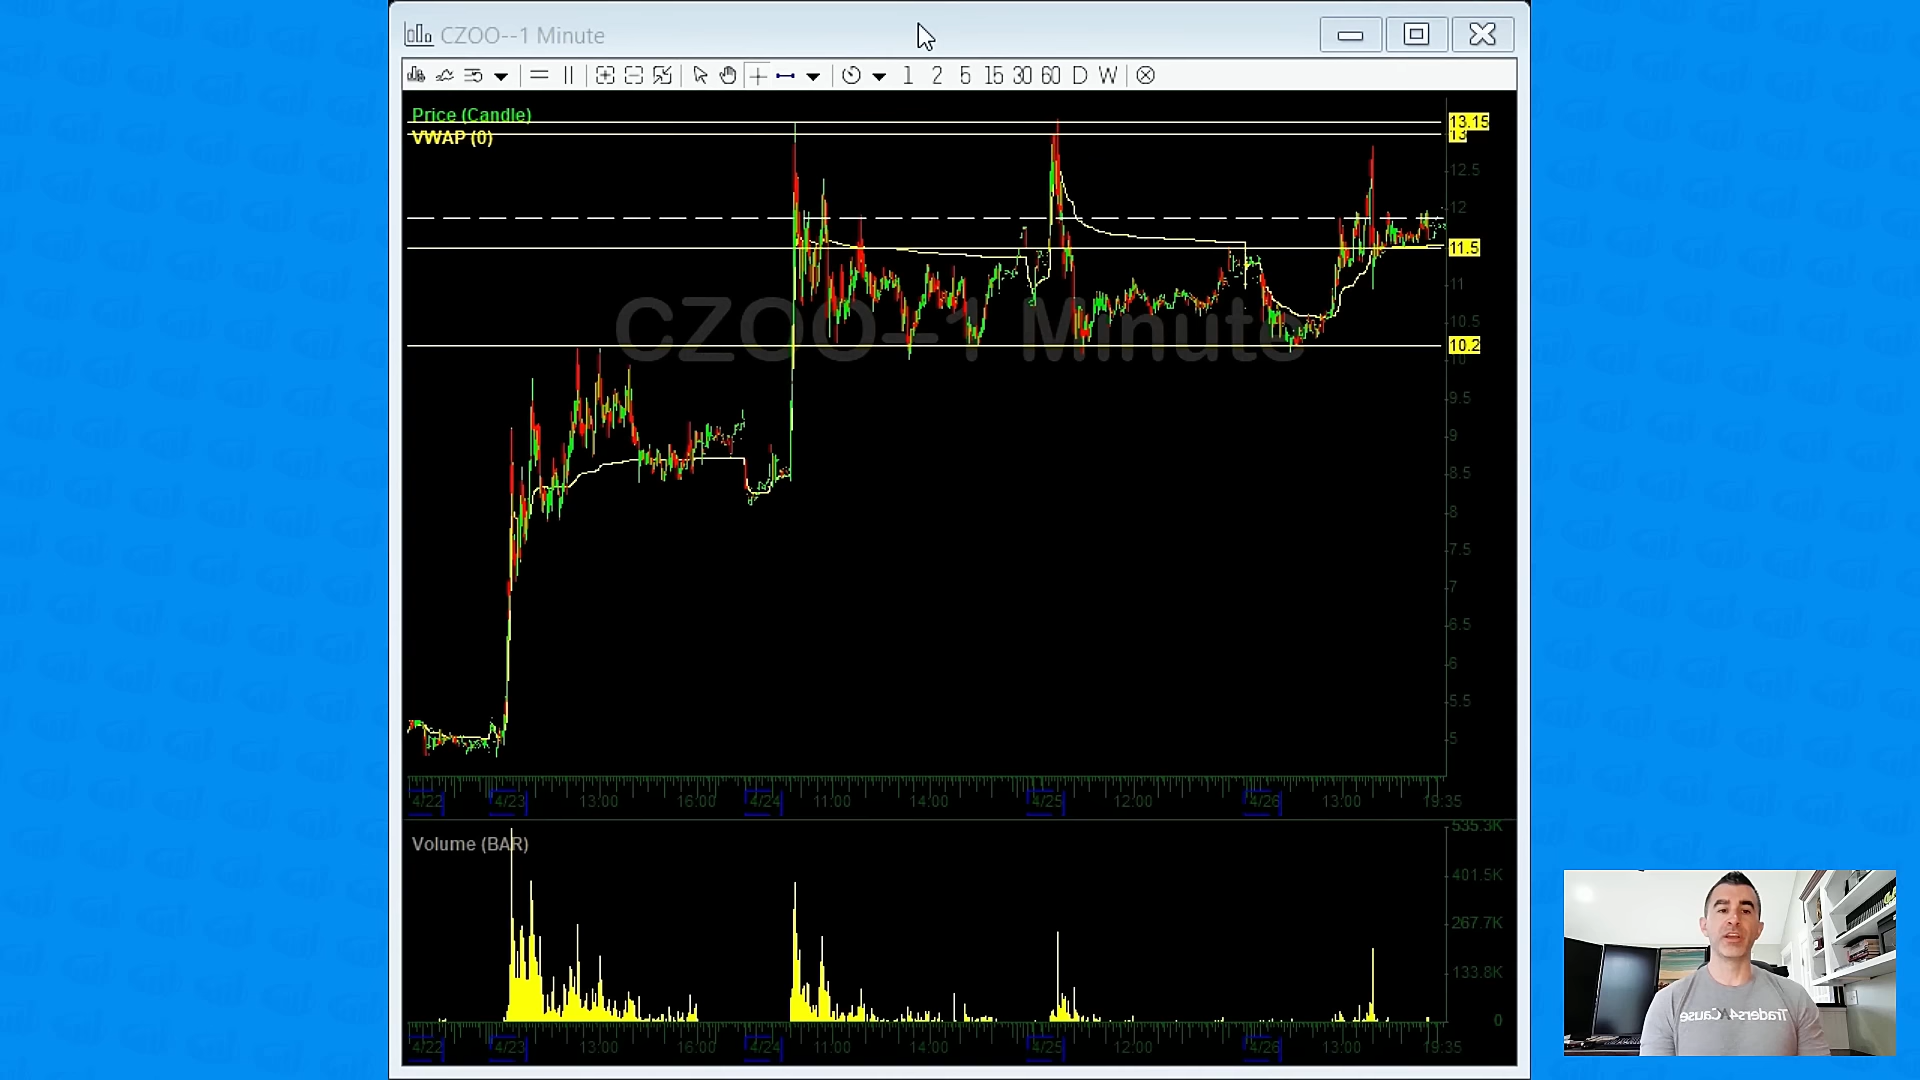 CZOO--1 Minute
1 2 5 15 30 60 D W
Price (Candle)
VWAP (0)
CZOO--1 Minute
13.15
13
12.5
12
11.5
11
10.5
10.2
10
9.5
9
8.5
8
7.5
7
6.5
6
5.5
5
4/22 4/23 13:00 16:00 4/24 11:00 14:00 4/25 12:00 4/26 13:00 19:35
Volume (BAR)
535.3K
401.5K
267.7K
133.8K
0
4/22 4/23 13:00 16:00 4/24 11:00 14:00 4/25 12:00 4/26 13:00 19:35
Traders4ACause